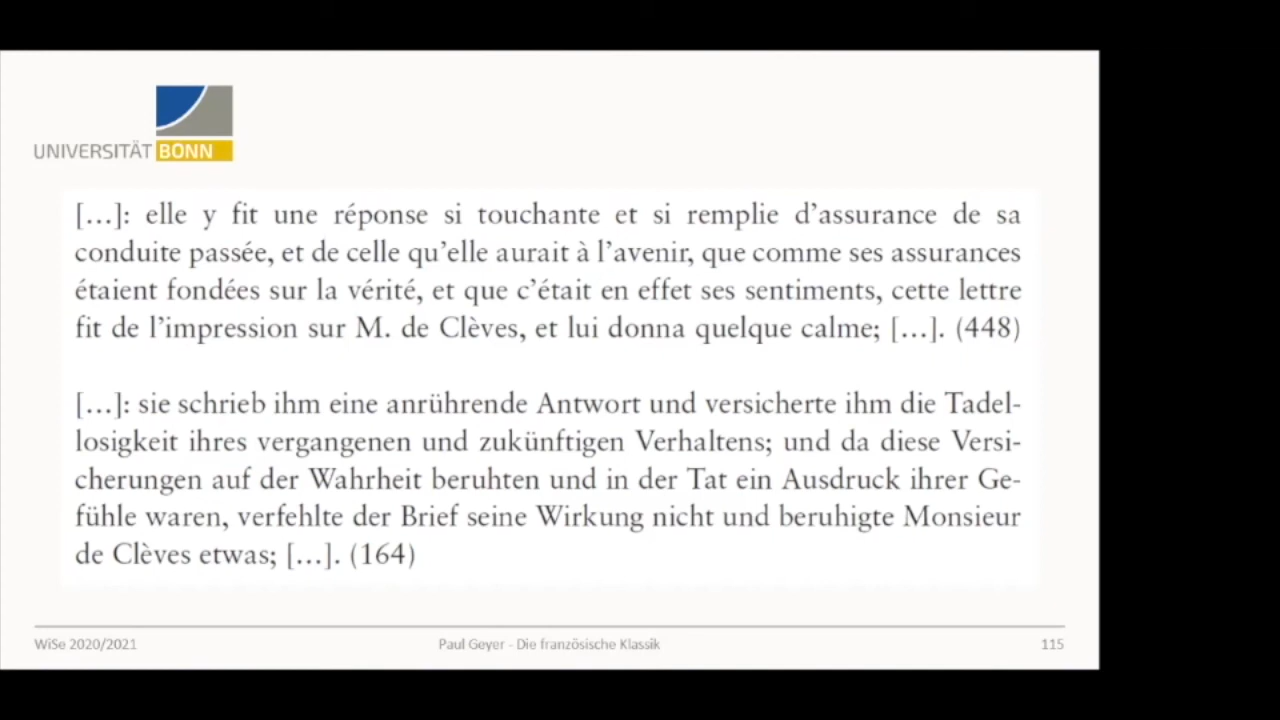 UNIVERSITÄT BONN
[…]: elle y fit une réponse si touchante et si remplie d’assurance de sa
conduite passée, et de celle qu’elle aurait à l’avenir, que comme ses assurances
étaient fondées sur la vérité, et que c’était en effet ses sentiments, cette lettre
fit de l’impression sur M. de Clèves, et lui donna quelque calme; […]. (448)
[…]: sie schrieb ihm eine anrührende Antwort und versicherte ihm die Tadel-
losigkeit ihres vergangenen und zukünftigen Verhaltens; und da diese Versi-
cherungen auf der Wahrheit beruhten und in der Tat ein Ausdruck ihrer Ge-
fühle waren, verfehlte der Brief seine Wirkung nicht und beruhigte Monsieur
de Clèves etwas; […]. (164)
WiSe 2020/2021 Paul Geyer - Die französische Klassik 115